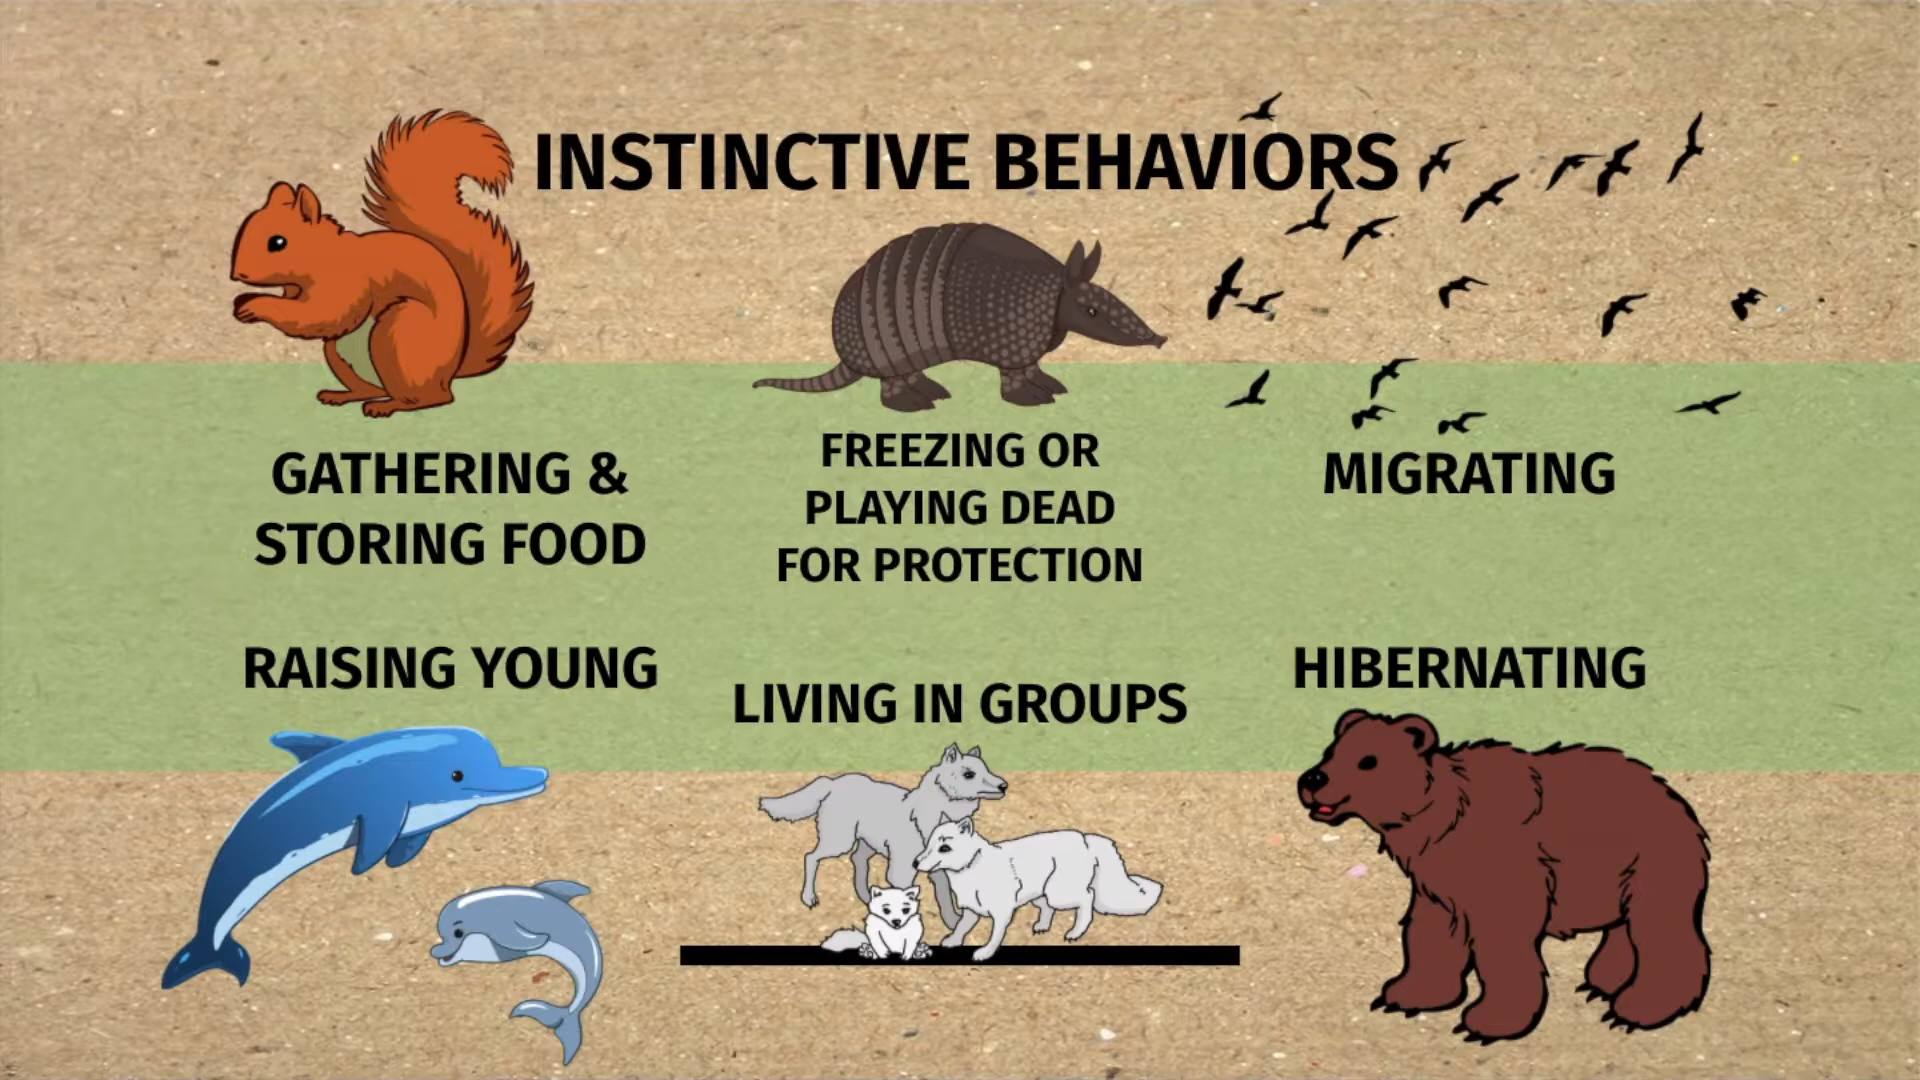 INSTINCTIVE BEHAVIORS
GATHERING &
STORING FOOD
FREEZING OR
PLAYING DEAD
FOR PROTECTION
MIGRATING
RAISING YOUNG
LIVING IN GROUPS
HIBERNATING